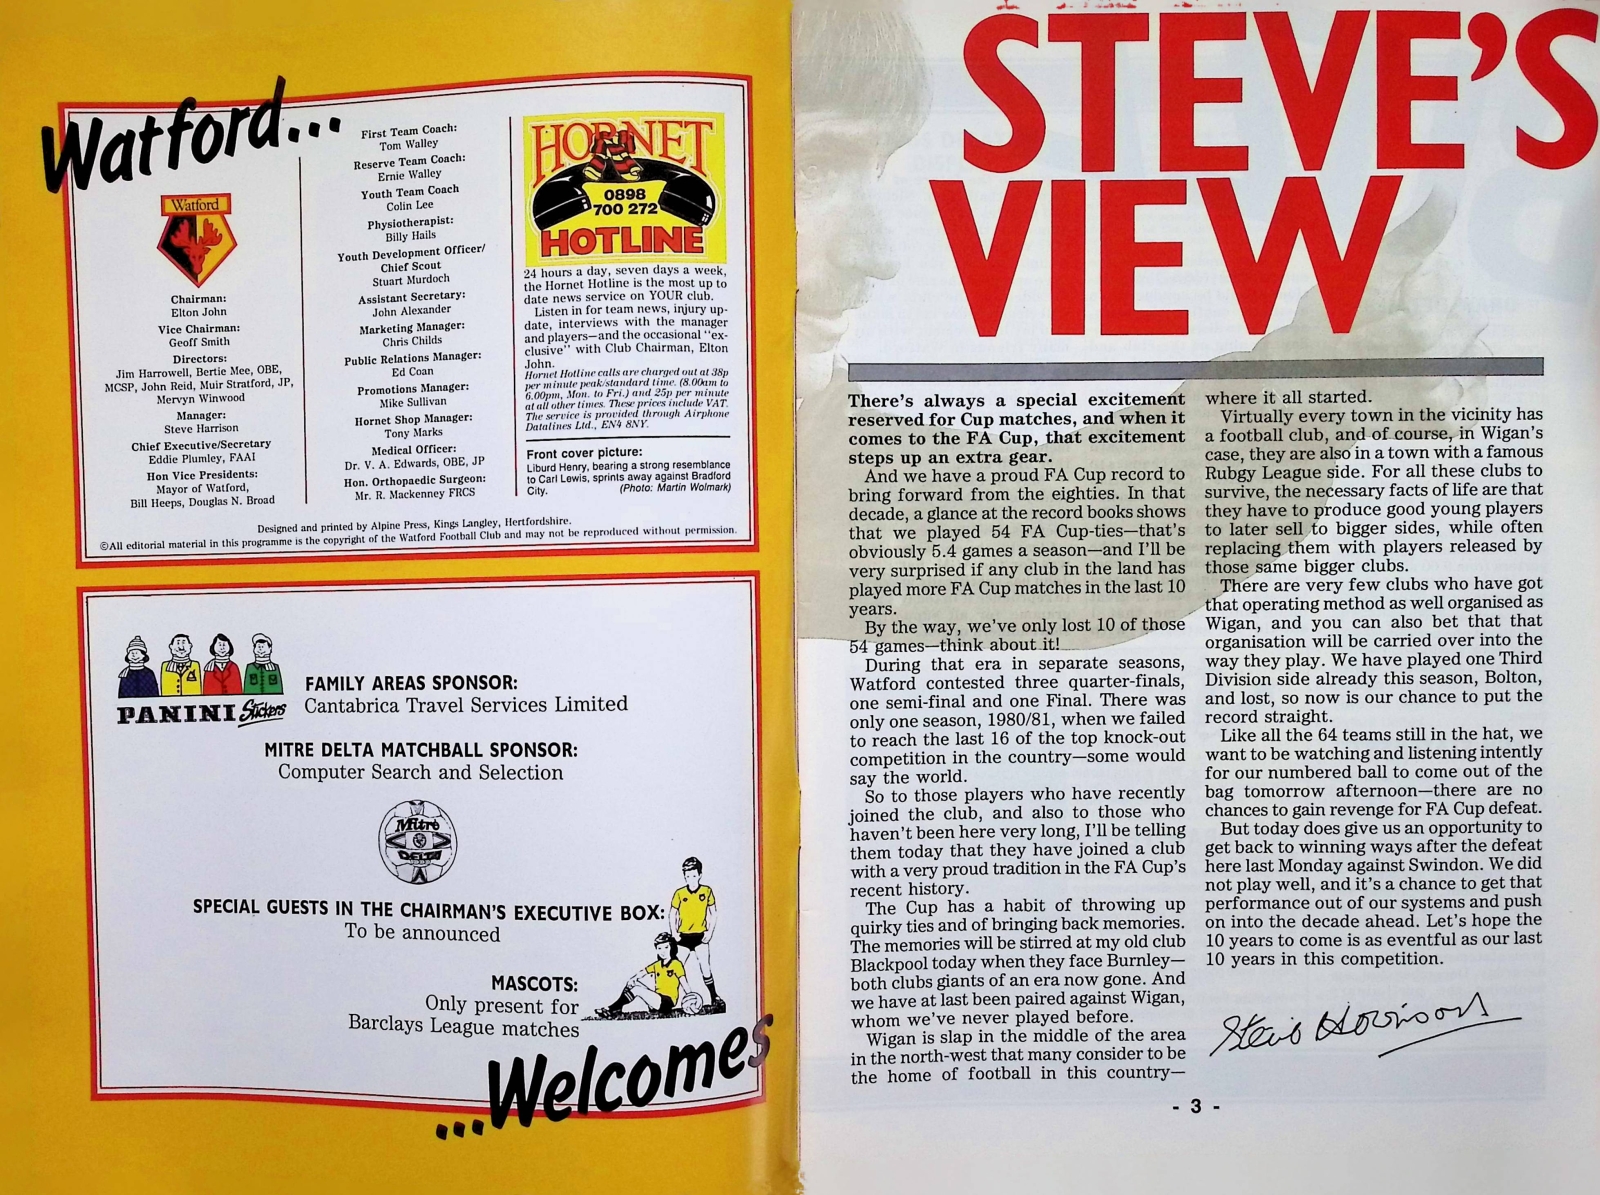 Watford...
Watford
Chairman:
Elton John
Vice Chairman:
Geoff Smith
Directors:
Jim Harrowell, Bertie Mee, OBE,
MCSP, John Reid, Muir Stratford, JP,
Mervyn Winwood
Manager:
Steve Harrison
Chief Executive/Secretary
Eddie Plumley, FAAI
Hon Vice Presidents:
Mayor of Watford,
Bill Heeps, Douglas N. Broad
First Team Coach:
Tom Walley
Reserve Team Coach:
Ernie Walley
Youth Team Coach
Colin Lee
Physiotherapist:
Billy Hails
Youth Development Officer/
Chief Scout
Stuart Murdoch
Assistant Secretary:
John Alexander
Marketing Manager:
Chris Childs
Public Relations Manager:
Ed Coan
Promotions Manager:
Mike Sullivan
Hornet Shop Manager:
Tony Marks
Medical Officer:
Dr. V. A. Edwards, OBE, JP
Hon. Orthopaedic Surgeon:
Mr. R. Mackenney FRCS
HORNET
0898
700 272
HOTLINE
24 hours a day, seven days a week,
the Hornet Hotline is the most up to
date news service on YOUR club.
Listen in for team news, injury up-
date, interviews with the manager
and players—and the occasional "ex-
clusive" with Club Chairman, Elton
John.
Hornet Hotline calls are charged out at 38p
per minute peak/standard time. (8.00am to
6.00pm, Mon. to Fri.) and 25p per minute
at all other times. These prices include VAT.
The service is provided through Airphone
Datalines Ltd., EN4 8NY.
Front cover picture:
Liburd Henry, bearing a strong resemblance
to Carl Lewis, sprints away against Bradford
City. (Photo: Martin Wolmark)
Designed and printed by Alpine Press, Kings Langley, Hertfordshire.
©All editorial material in this programme is the copyright of the Watford Football Club and may not be reproduced without permission.
PANINI Stickers
FAMILY AREAS SPONSOR:
Cantabrica Travel Services Limited
MITRE DELTA MATCHBALL SPONSOR:
Computer Search and Selection
Mitre
DELTA
SPECIAL GUESTS IN THE CHAIRMAN'S EXECUTIVE BOX:
To be announced
MASCOTS:
Only present for
Barclays League matches
...Welcomes
STEVE'S
VIEW
There's always a special excitement
reserved for Cup matches, and when it
comes to the FA Cup, that excitement
steps up an extra gear.
And we have a proud FA Cup record to
bring forward from the eighties. In that
decade, a glance at the record books shows
that we played 54 FA Cup-ties—that's
obviously 5.4 games a season—and I'll be
very surprised if any club in the land has
played more FA Cup matches in the last 10
years.
By the way, we've only lost 10 of those
54 games—think about it!
During that era in separate seasons,
Watford contested three quarter-finals,
one semi-final and one Final. There was
only one season, 1980/81, when we failed
to reach the last 16 of the top knock-out
competition in the country—some would
say the world.
So to those players who have recently
joined the club, and also to those who
haven't been here very long, I'll be telling
them today that they have joined a club
with a very proud tradition in the FA Cup's
recent history.
The Cup has a habit of throwing up
quirky ties and of bringing back memories.
The memories will be stirred at my old club
Blackpool today when they face Burnley—
both clubs giants of an era now gone. And
we have at last been paired against Wigan,
whom we've never played before.
Wigan is slap in the middle of the area
in the north-west that many consider to be
the home of football in this country—
where it all started.
Virtually every town in the vicinity has
a football club, and of course, in Wigan's
case, they are also in a town with a famous
Rubgy League side. For all these clubs to
survive, the necessary facts of life are that
they have to produce good young players
to later sell to bigger sides, while often
replacing them with players released by
those same bigger clubs.
There are very few clubs who have got
that operating method as well organised as
Wigan, and you can also bet that that
organisation will be carried over into the
way they play. We have played one Third
Division side already this season, Bolton,
and lost, so now is our chance to put the
record straight.
Like all the 64 teams still in the hat, we
want to be watching and listening intently
for our numbered ball to come out of the
bag tomorrow afternoon—there are no
chances to gain revenge for FA Cup defeat.
But today does give us an opportunity to
get back to winning ways after the defeat
here last Monday against Swindon. We did
not play well, and it's a chance to get that
performance out of our systems and push
on into the decade ahead. Let's hope the
10 years to come is as eventful as our last
10 years in this competition.
Steve Harrison
- 3 -